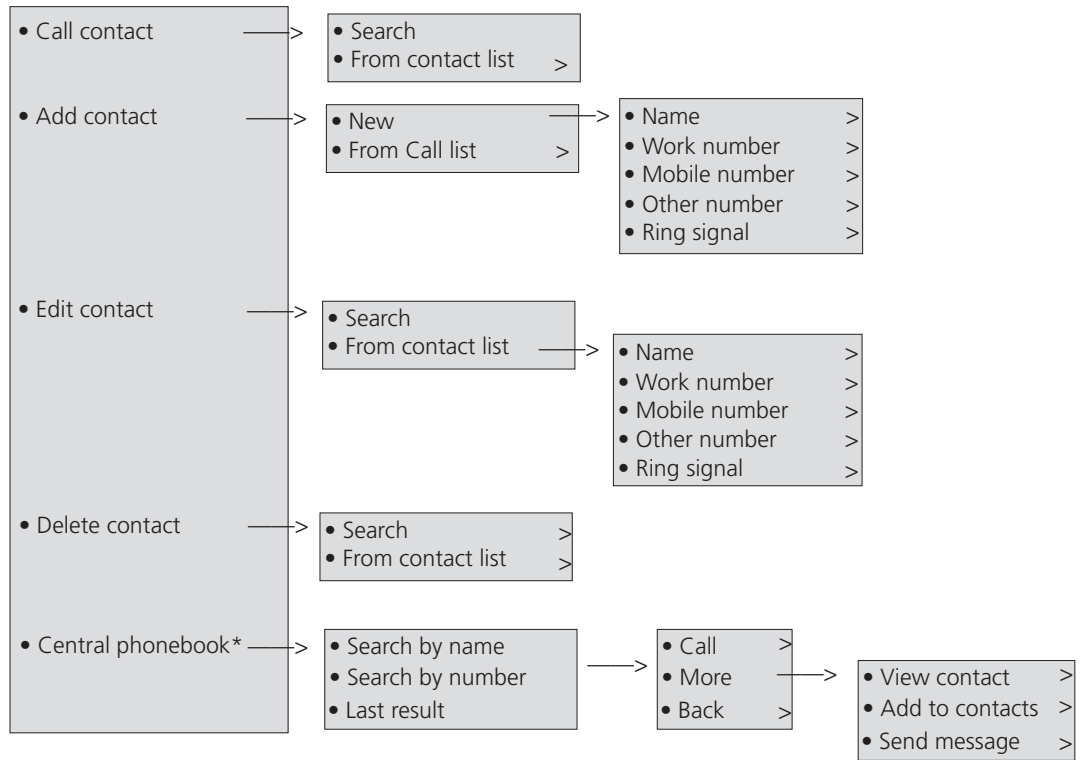 • Call contact ——>
• Search
• From contact list >
• Add contact ——>
• New ——>
• From Call list >
• Name >
• Work number >
• Mobile number >
• Other number >
• Ring signal >
• Edit contact ——>
• Search
• From contact list ——>
• Name >
• Work number >
• Mobile number >
• Other number >
• Ring signal >
• Delete contact ——>
• Search >
• From contact list >
• Central phonebook* ——>
• Search by name
• Search by number
• Last result
——>
• Call >
• More ——>
• Back >
• View contact >
• Add to contacts >
• Send message >